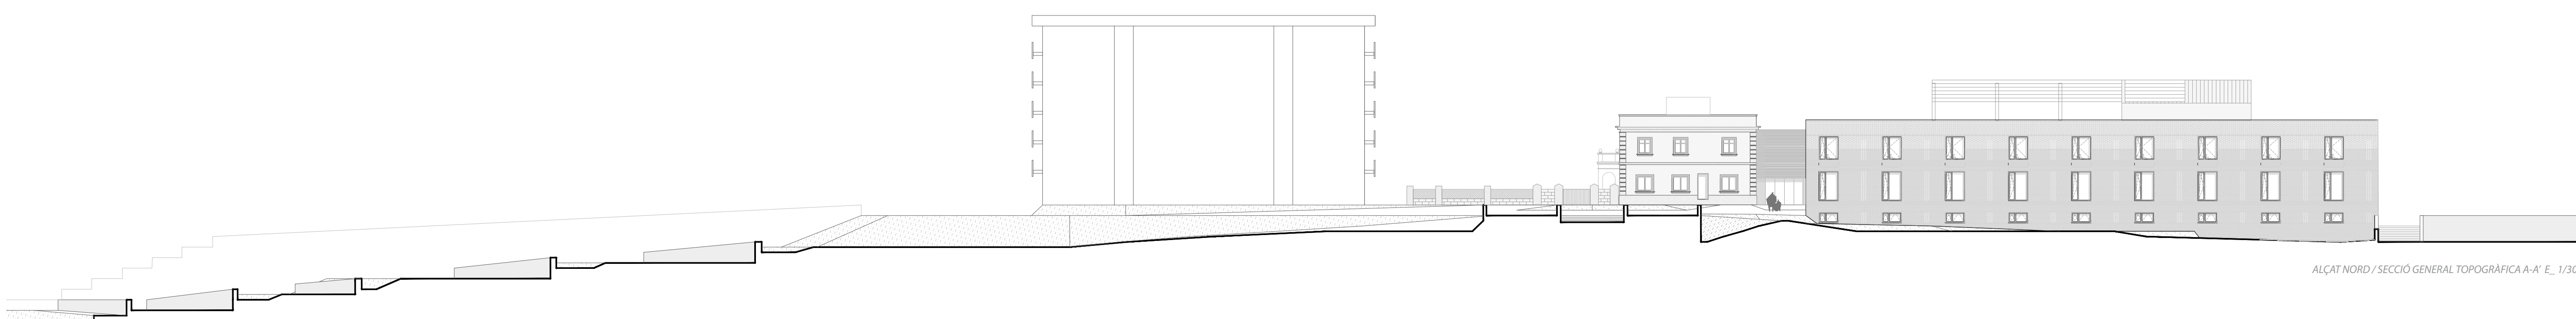 ALÇAT NORD / SECCIÓ GENERAL TOPOGRÀFICA A-A' E_ 1/30